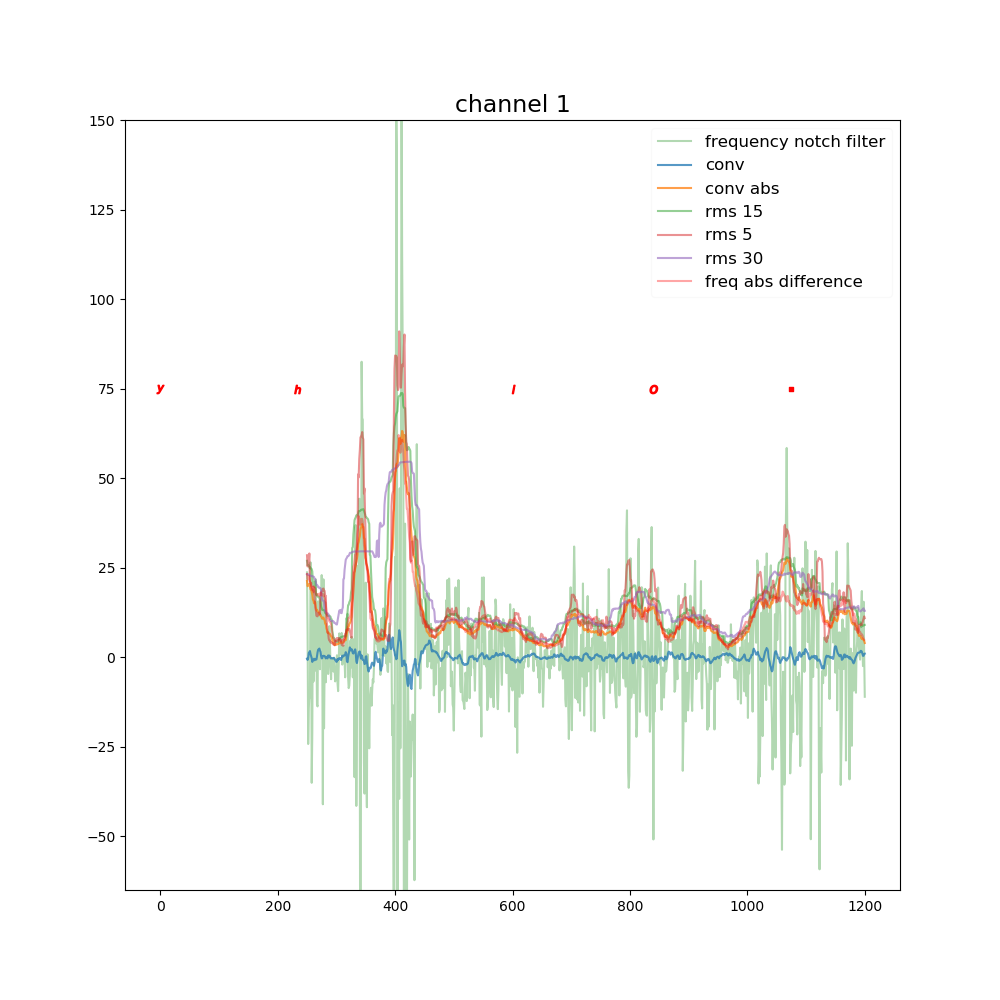 channel 1
150
125
100
75
50
25
0
−25
−50
frequency notch filter
conv
conv abs
rms 15
rms 5
rms 30
freq abs difference
y h l o .
0 200 400 600 800 1000 1200